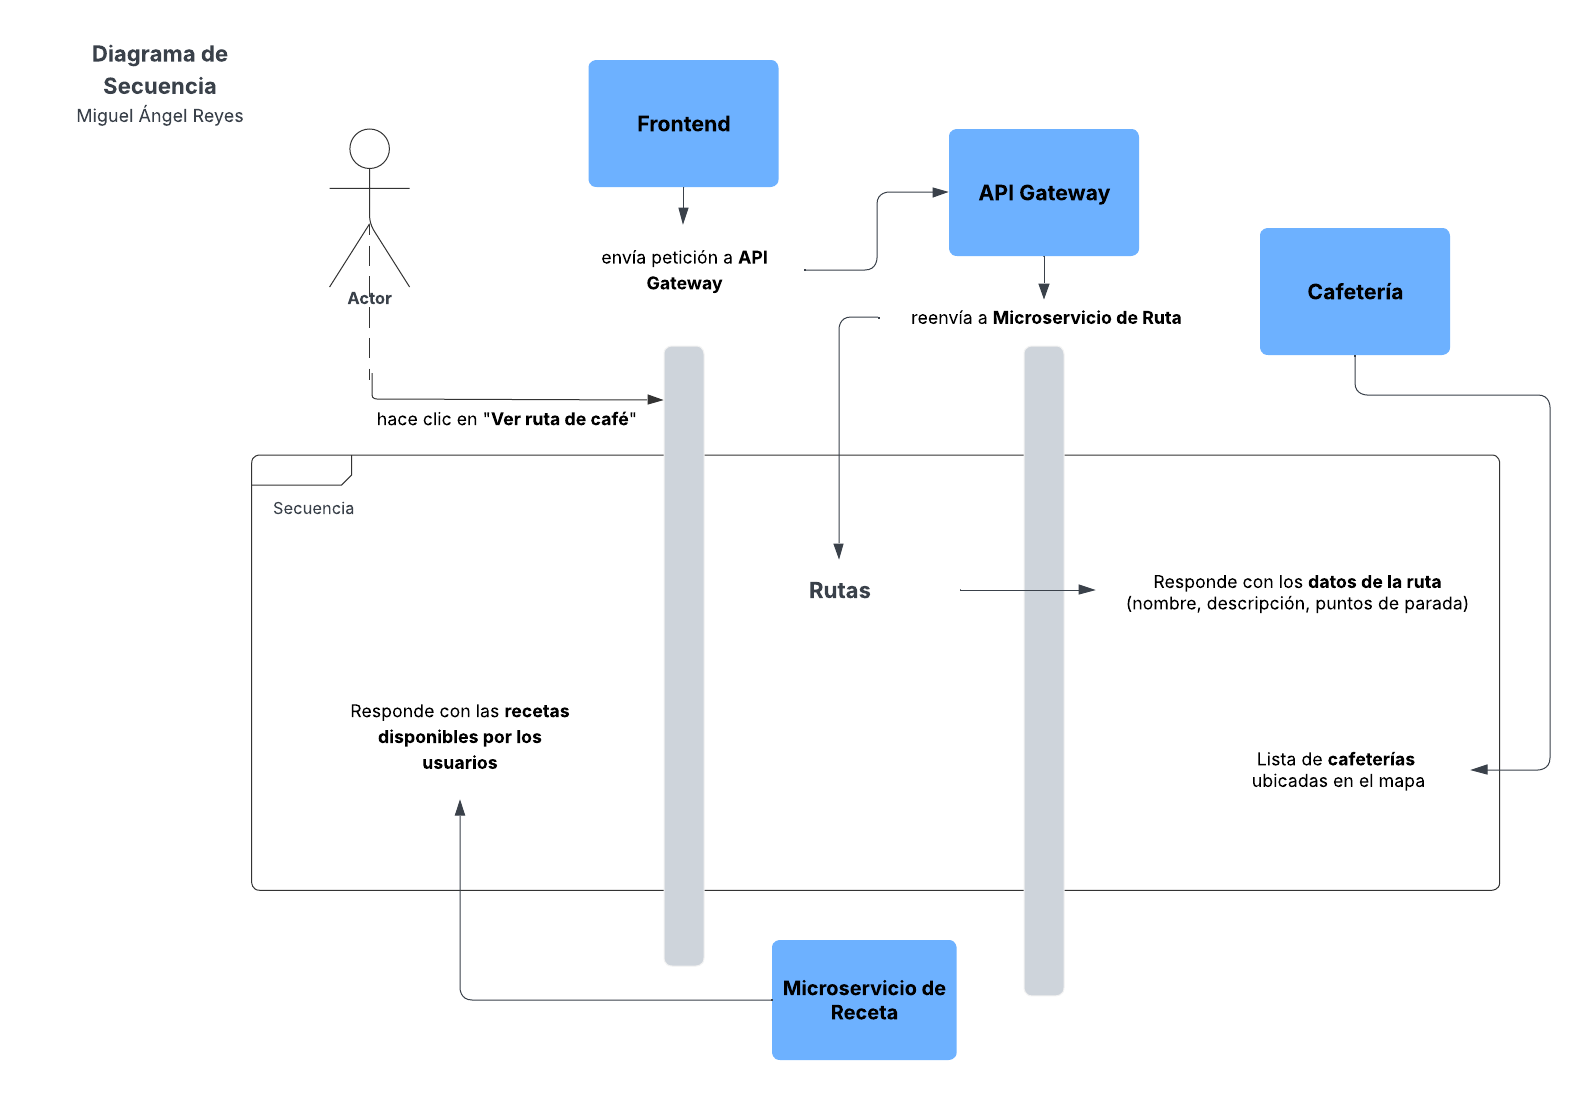 Diagrama de
Secuencia
Miguel Ángel Reyes
Frontend
API Gateway
Cafetería
envía petición a API
Gateway
Actor
reenvía a Microservicio de Ruta
hace clic en "Ver ruta de café"
Secuencia
Rutas
Responde con los datos de la ruta
(nombre, descripción, puntos de parada)
Responde con las recetas
disponibles por los
usuarios
Lista de cafeterías
ubicadas en el mapa
Microservicio de
Receta